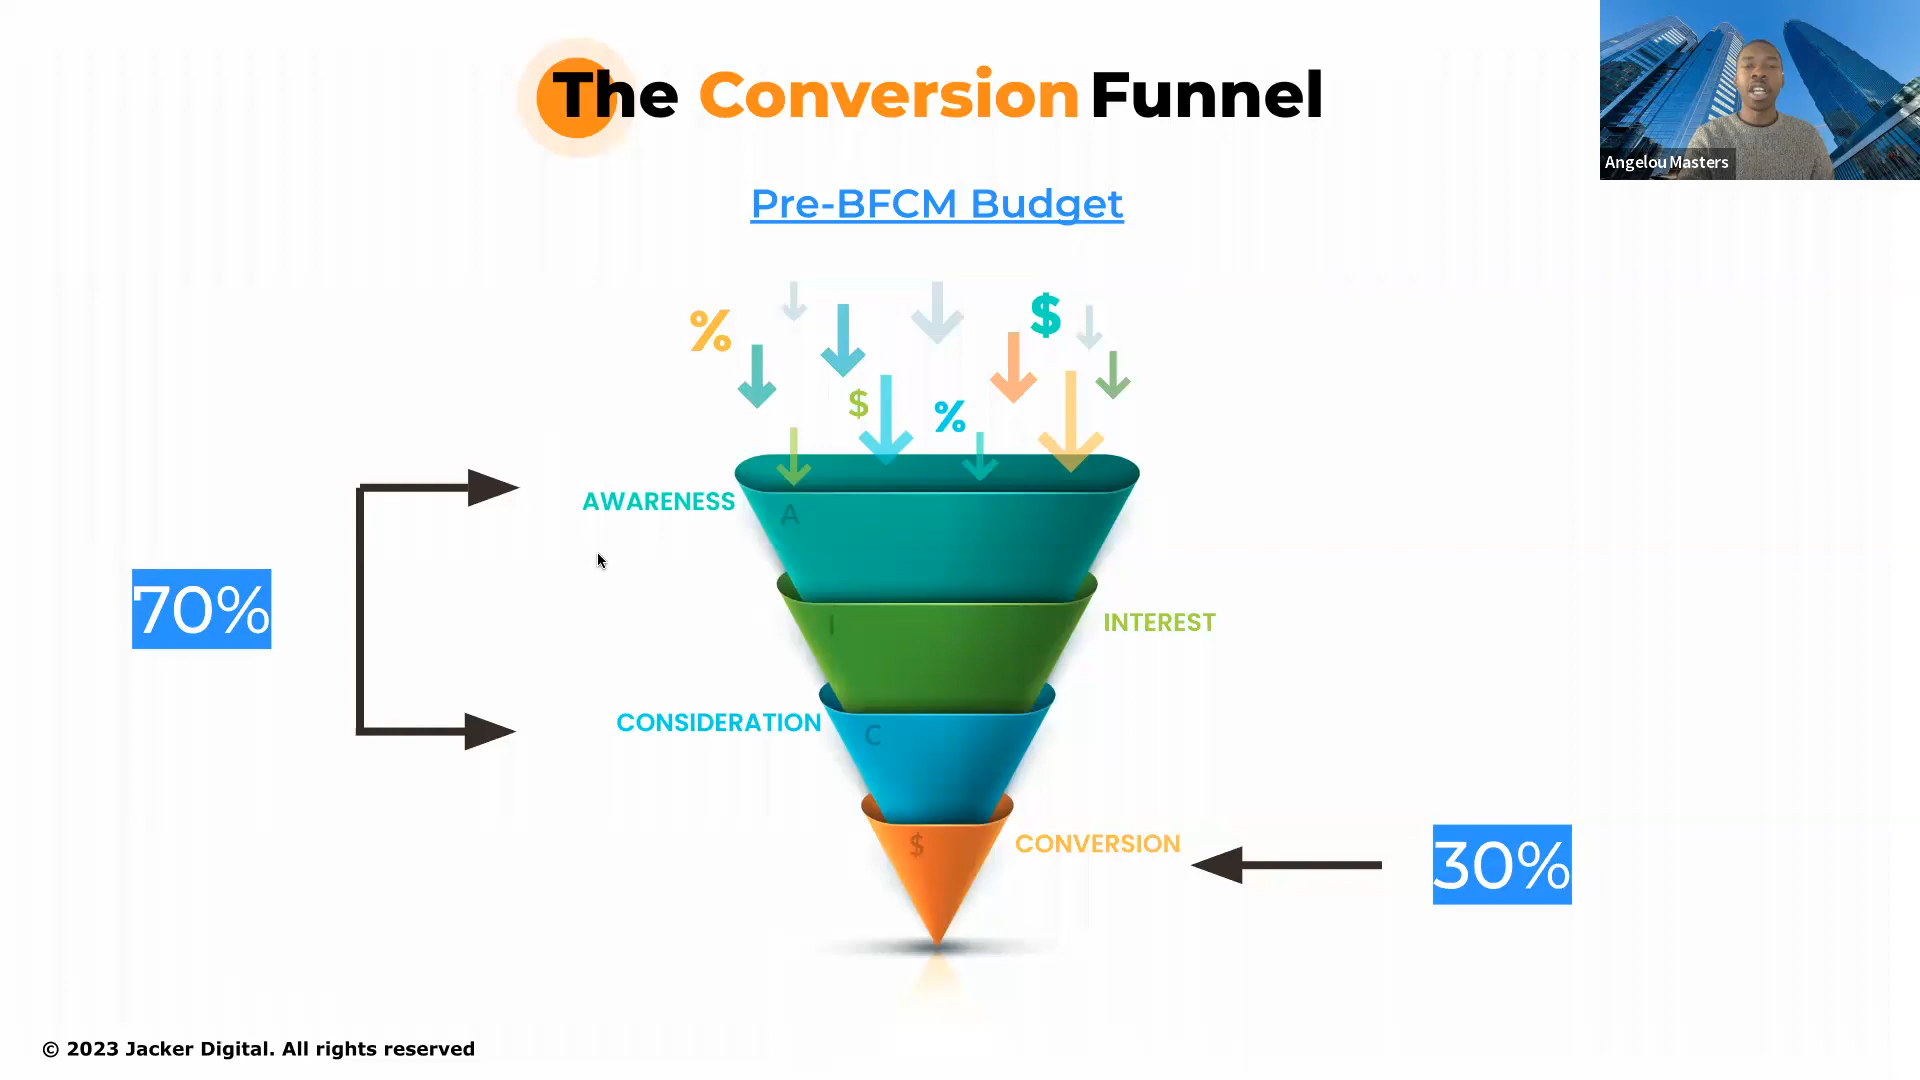 The Conversion Funnel
Angelou Masters
Pre-BFCM Budget
%
$
$
%
AWARENESS
A
70%
I
INTEREST
CONSIDERATION
C
$
CONVERSION
30%
© 2023 Jacker Digital. All rights reserved